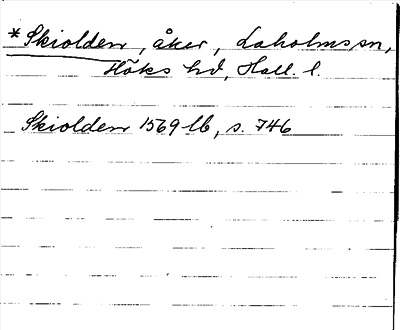 *Skiolden, åker, Laholms sn,
Höks hd, Hall. l.
Skiolden 1569 lb, s. 746